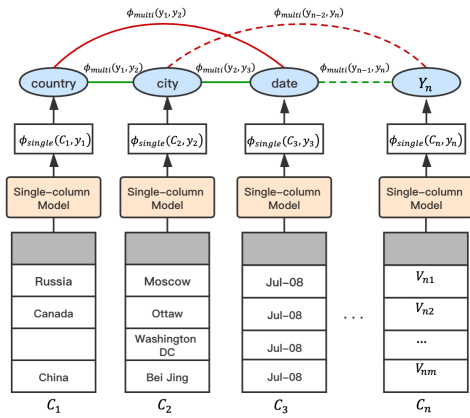 ϕmulti(y1, y2) ϕmulti(yn−2, yn)
ϕmulti(y1, y2) ϕmulti(y2, y3) ϕmulti(yn−1, yn)
country city date Yn
ϕsingle(C1, y1) ϕsingle(C2, y2) ϕsingle(C3, y3) ϕsingle(Cn, yn)
Single-column Single-column Single-column Single-column
Model Model Model Model
Russia Moscow Jul-08 Vn1
Canada Ottaw Jul-08 Vn2
Washington
DC Jul-08 ...
China Bei Jing Jul-08 Vnm
. . .
C1 C2 C3 Cn